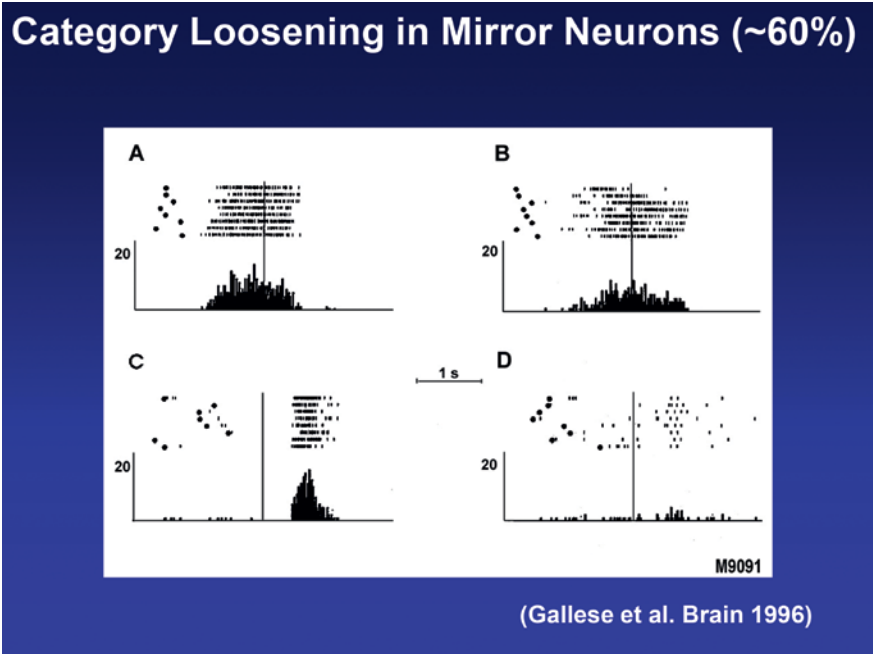 Category Loosening in Mirror Neurons (~60%)
A
B
20
20
C
1 s
D
20
20
M9091
(Gallese et al. Brain 1996)